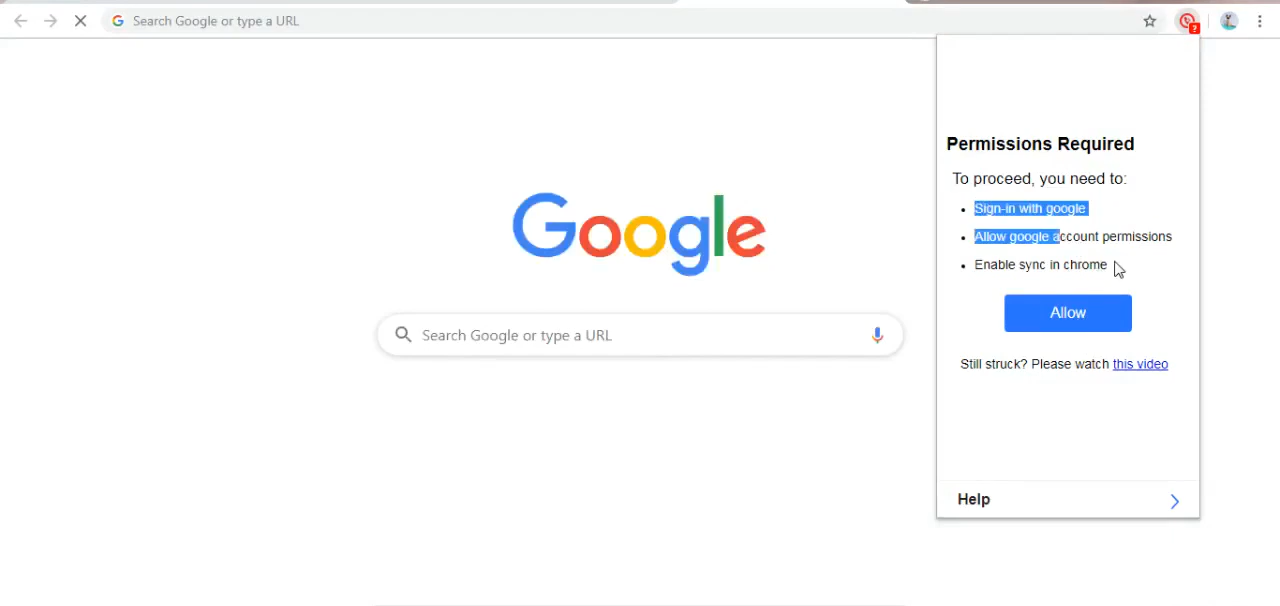 Search Google or type a URL
?
Google
Search Google or type a URL
Permissions Required
To proceed, you need to:
Sign-in with google
Allow google account permissions
Enable sync in chrome
Allow
Still struck? Please watch this video
Help